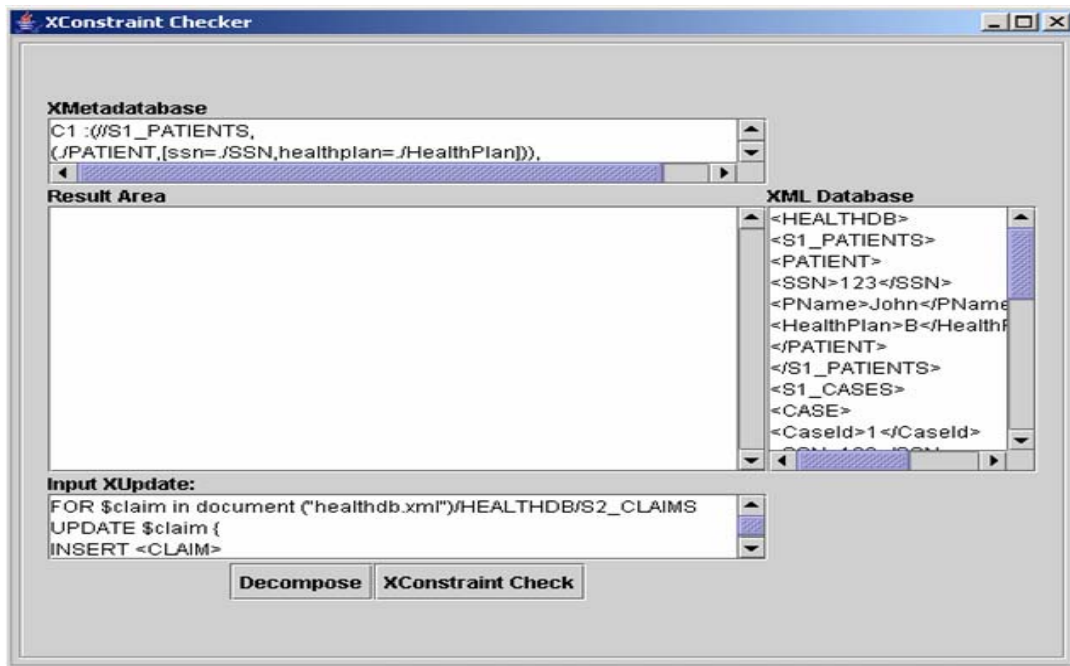 XConstraint Checker
XMetadatabase
C1 :(//S1_PATIENTS,
(./PATIENT,[ssn=./SSN,healthplan=./HealthPlan])),
Result Area
XML Database
<HEALTHDB>
<S1_PATIENTS>
<PATIENT>
<SSN>123</SSN>
<PName>John</PName
<HealthPlan>B</HealthP
</PATIENT>
</S1_PATIENTS>
<S1_CASES>
<CASE>
<CaseId>1</CaseId>
Input XUpdate:
FOR $claim in document ("healthdb.xml")/HEALTHDB/S2_CLAIMS
UPDATE $claim {
INSERT <CLAIM>
Decompose XConstraint Check